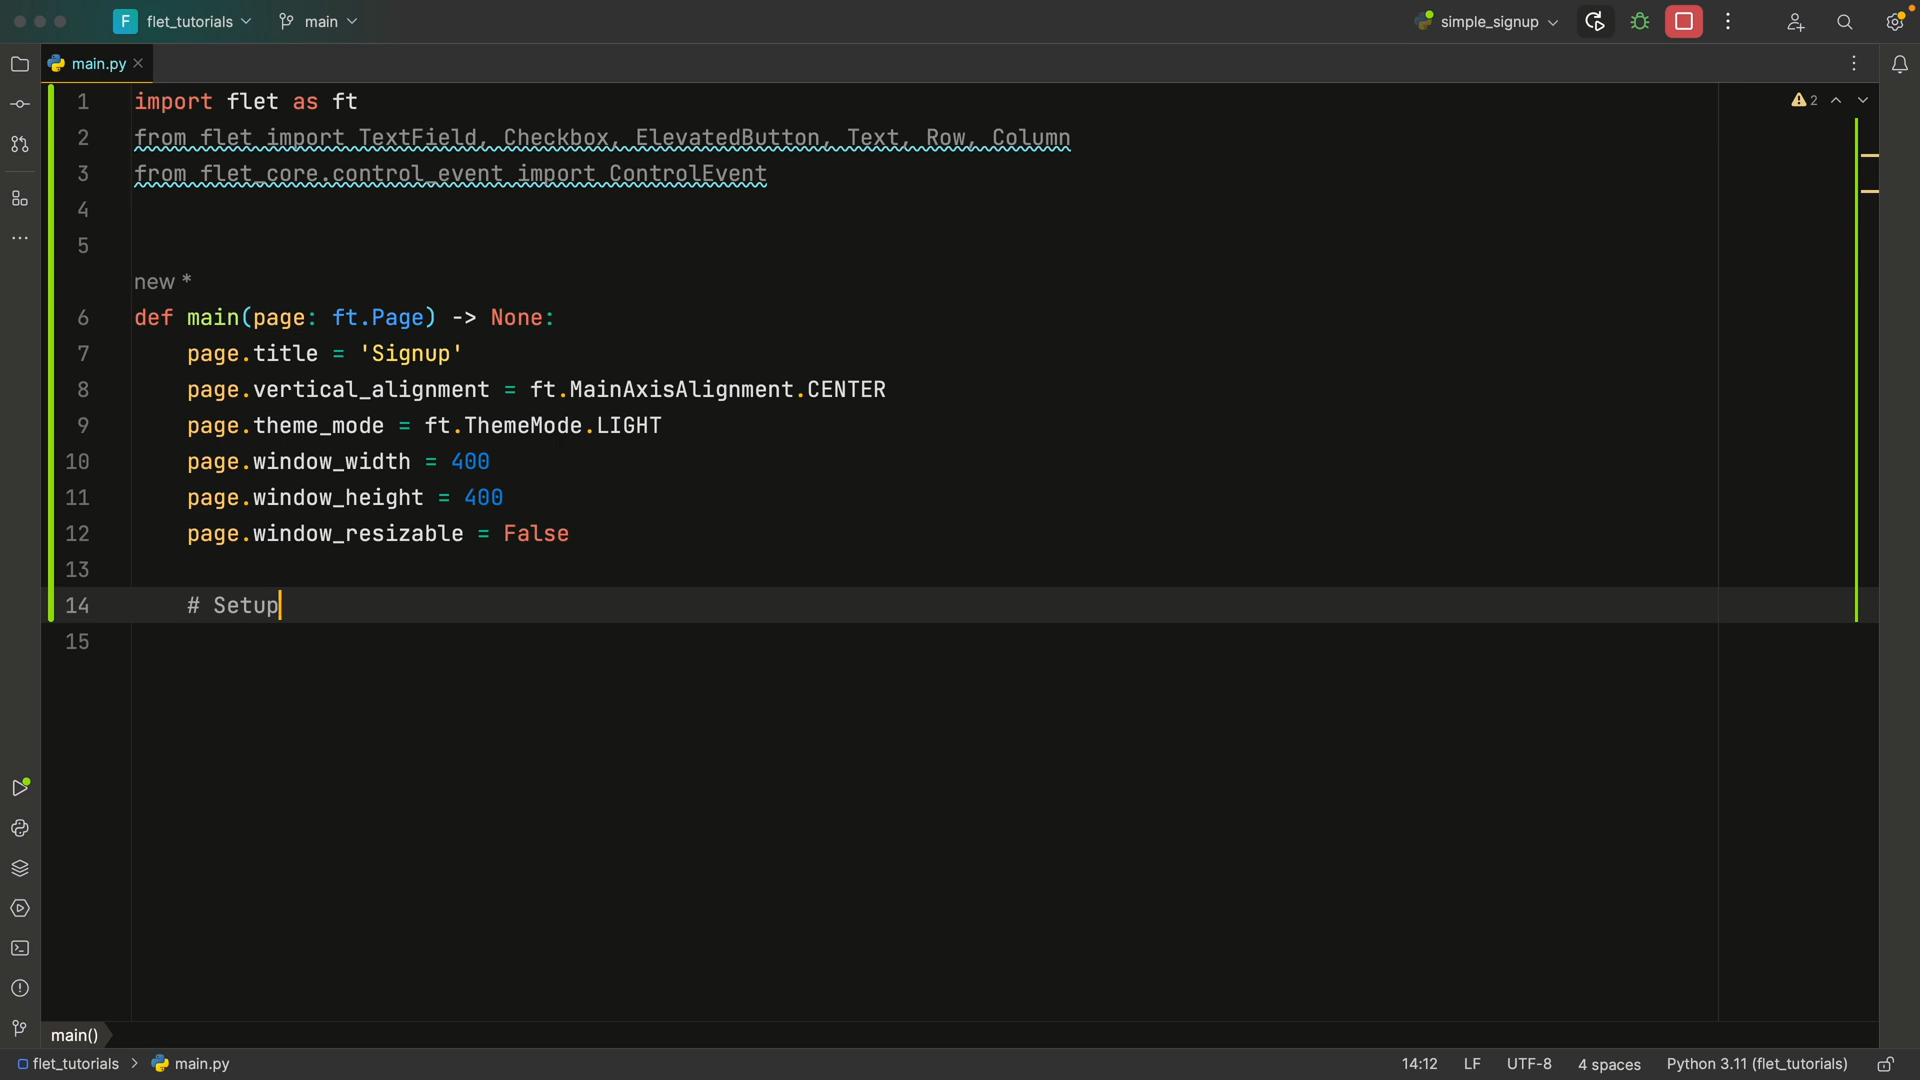 F flet_tutorials main simple_signup
main.py
1 import flet as ft
2 from flet import TextField, Checkbox, ElevatedButton, Text, Row, Column
3 from flet_core.control_event import ControlEvent
4
5
new *
6 def main(page: ft.Page) -> None:
7     page.title = 'Signup'
8     page.vertical_alignment = ft.MainAxisAlignment.CENTER
9     page.theme_mode = ft.ThemeMode.LIGHT
10     page.window_width = 400
11     page.window_height = 400
12     page.window_resizable = False
13
14     # Setup
15
2
main()
flet_tutorials > main.py 14:12 LF UTF-8 4 spaces Python 3.11 (flet_tutorials)